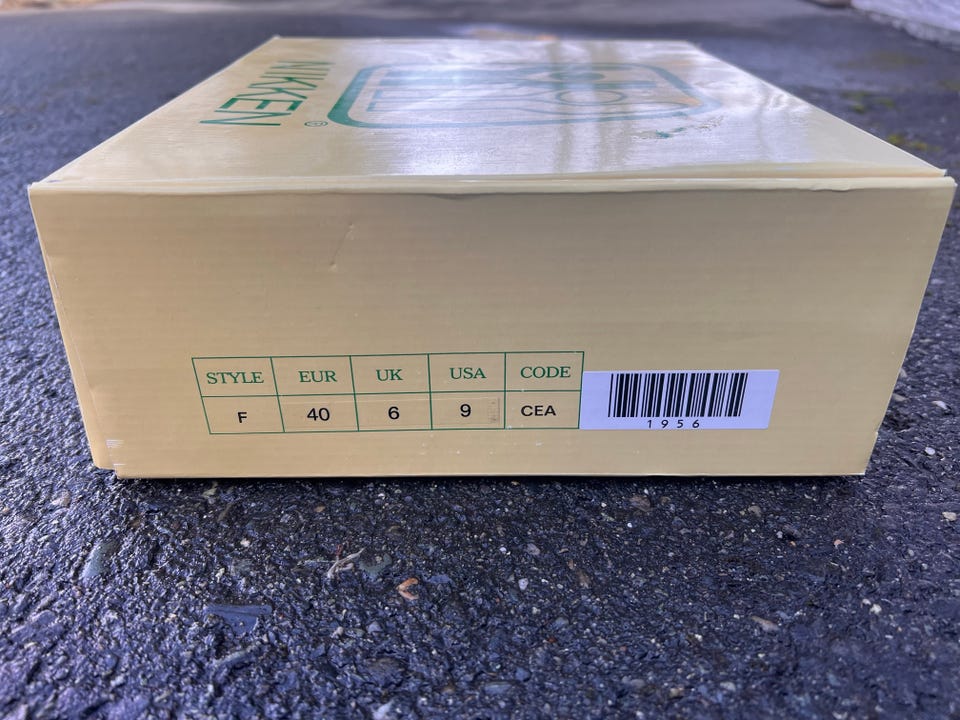 NIKKEN®
STYLE EUR UK USA CODE
F 40 6 9 CEA
1956